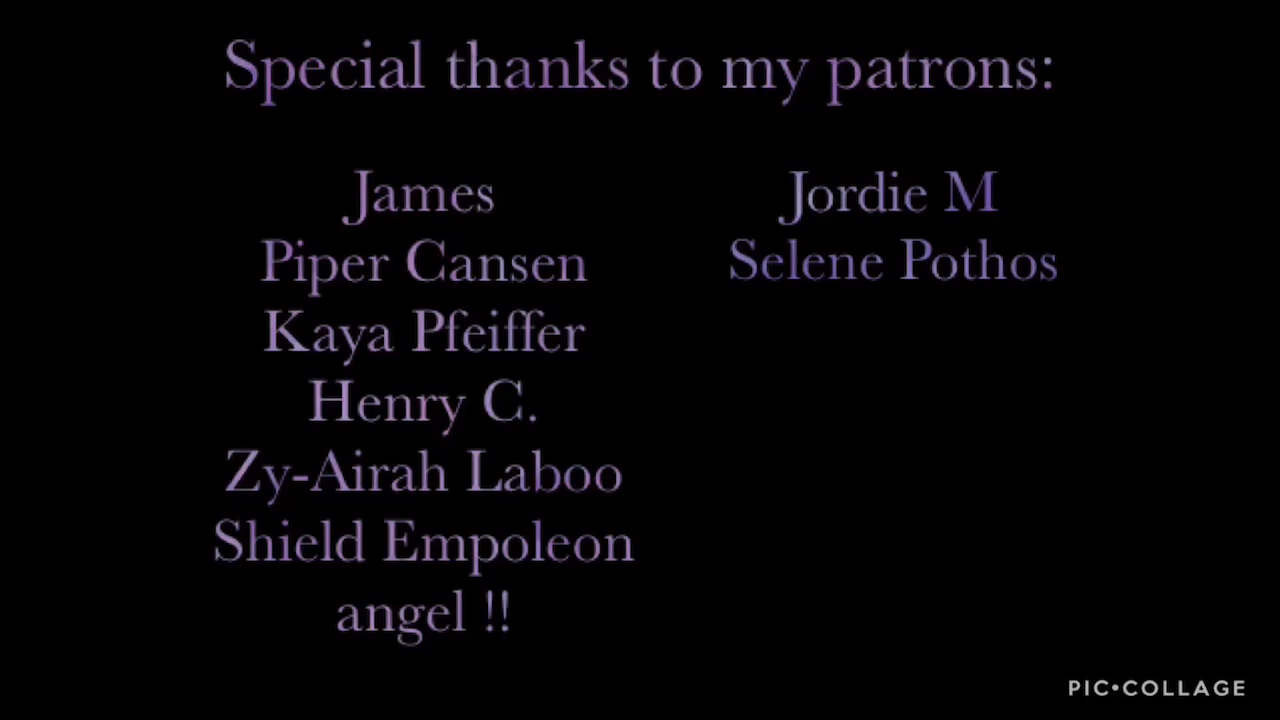 Special thanks to my patrons:
James
Piper Cansen
Kaya Pfeiffer
Henry C.
Zy-Airah Laboo
Shield Empoleon
angel !!
Jordie M
Selene Pothos
PIC•COLLAGE